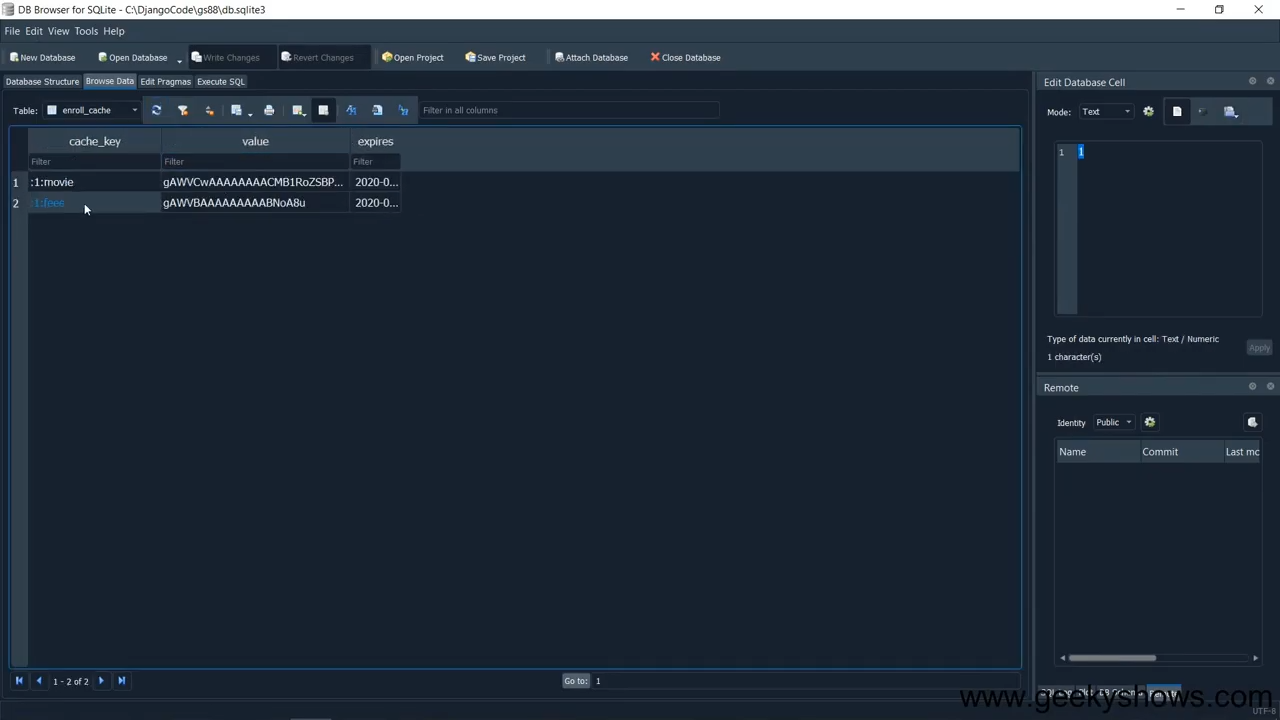 DB Browser for SQLite - C:\DjangoCode\gs88\db.sqlite3
File Edit View Tools Help
New Database Open Database Write Changes Revert Changes Open Project Save Project Attach Database Close Database
Database Structure Browse Data Edit Pragmas Execute SQL
Table: enroll_cache Filter in all columns
cache_key value expires
Filter Filter Filter
1 :1:movie gAWVCwAAAAAAAACMB1RoZSBP... 2020-0...
2 :1:fees gAWVBAAAAAAAAABNoA8u 2020-0...
1 - 2 of 2 Go to: 1
Edit Database Cell
Mode: Text
1 1
Type of data currently in cell: Text / Numeric
1 character(s) Apply
Remote
Identity Public
Name Commit Last mo
www.geekyshows.com
UTF-8